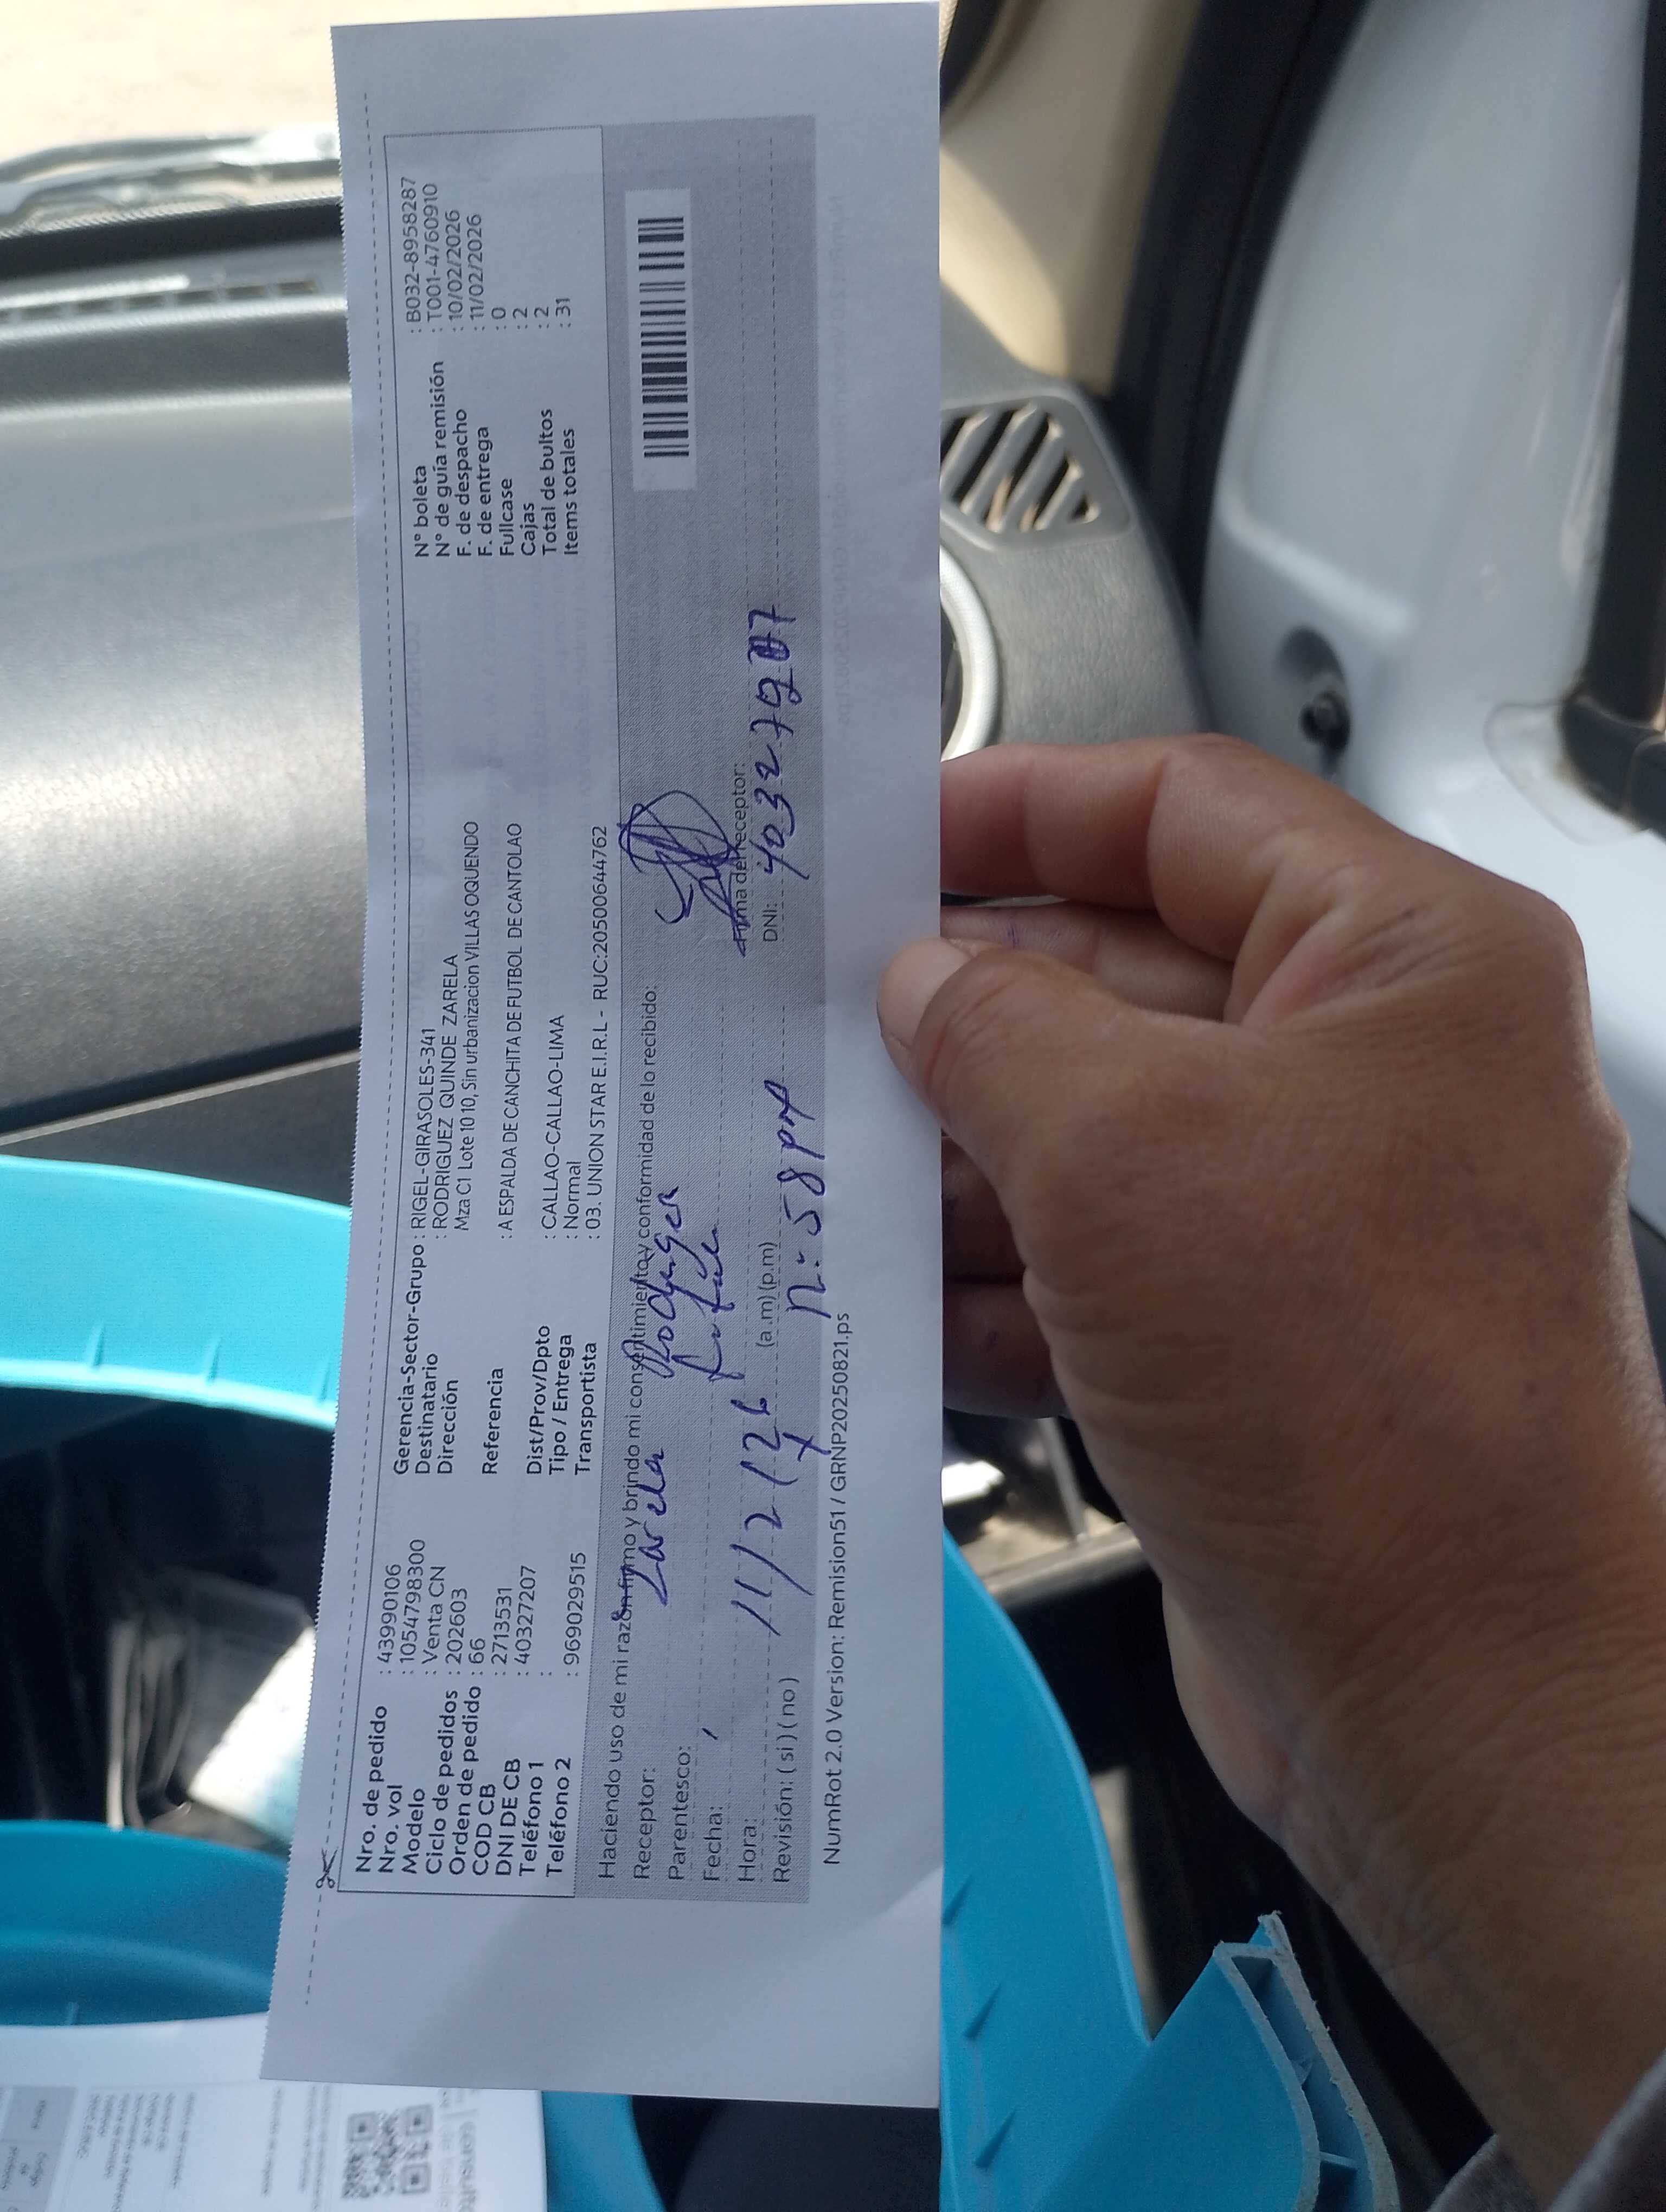 Nro. de pedido : 43990106
Nro. vol : 1054798300
Modelo : Venta CN
Ciclo de pedidos : 202603
Orden de pedido : 66
COD CB : 2713531
DNI DE CB : 40327207
Teléfono 1 :
Teléfono 2 : 969029515
Gerencia-Sector-Grupo : RIGEL-GIRASOLES-341
Destinatario : RODRIGUEZ QUINDE ZARELA
Dirección Mza C1 Lote 10 10, Sin urbanizacion VILLAS OQUENDO
Referencia : A ESPALDA DE CANCHITA DE FUTBOL DE CANTOLAO
Dist/Prov/Dpto : CALLAO-CALLAO-LIMA
Tipo / Entrega : Normal
Transportista : 03. UNION STAR E.I.R.L - RUC:20500644762
N° boleta : B032-8958287
N° de guía remisión : T001-4760910
F. de despacho : 10/02/2026
F. de entrega : 11/02/2026
Fullcase : 0
Cajas : 2
Total de bultos : 2
Items totales : 31
Haciendo uso de mi razón firmo y brindo mi consentimiento y conformidad de lo recibido:
Receptor: Zarela
Parentesco:
Fecha: 11/2/26
Hora: (a.m) (p.m)
Revisión: ( si ) ( no )
Firma del receptor:
DNI:
NumRot 2.0 Version: Remision51 / GRNP20250821.ps